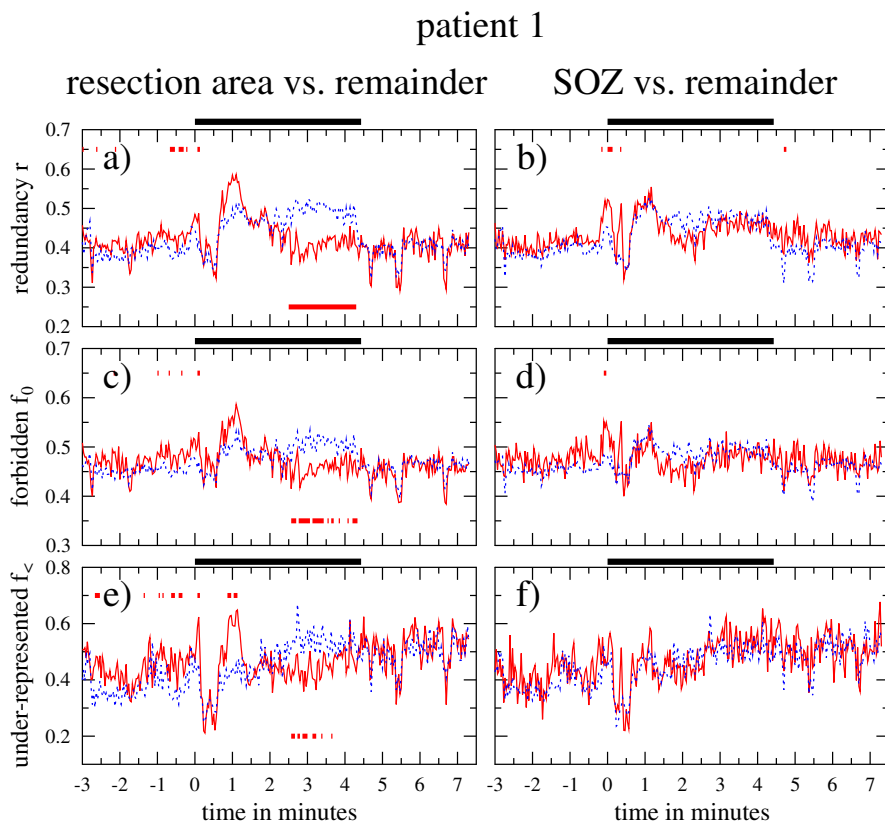 patient 1
resection area vs. remainder
SOZ vs. remainder
redundancy r
0.7
0.6
0.5
0.4
0.3
0.2
a)
b)
forbidden f0
0.7
0.6
0.5
0.4
0.3
c)
d)
under-represented f<
0.8
0.6
0.4
0.2
e)
f)
-3 -2 -1 0 1 2 3 4 5 6 7
-3 -2 -1 0 1 2 3 4 5 6 7
time in minutes
time in minutes